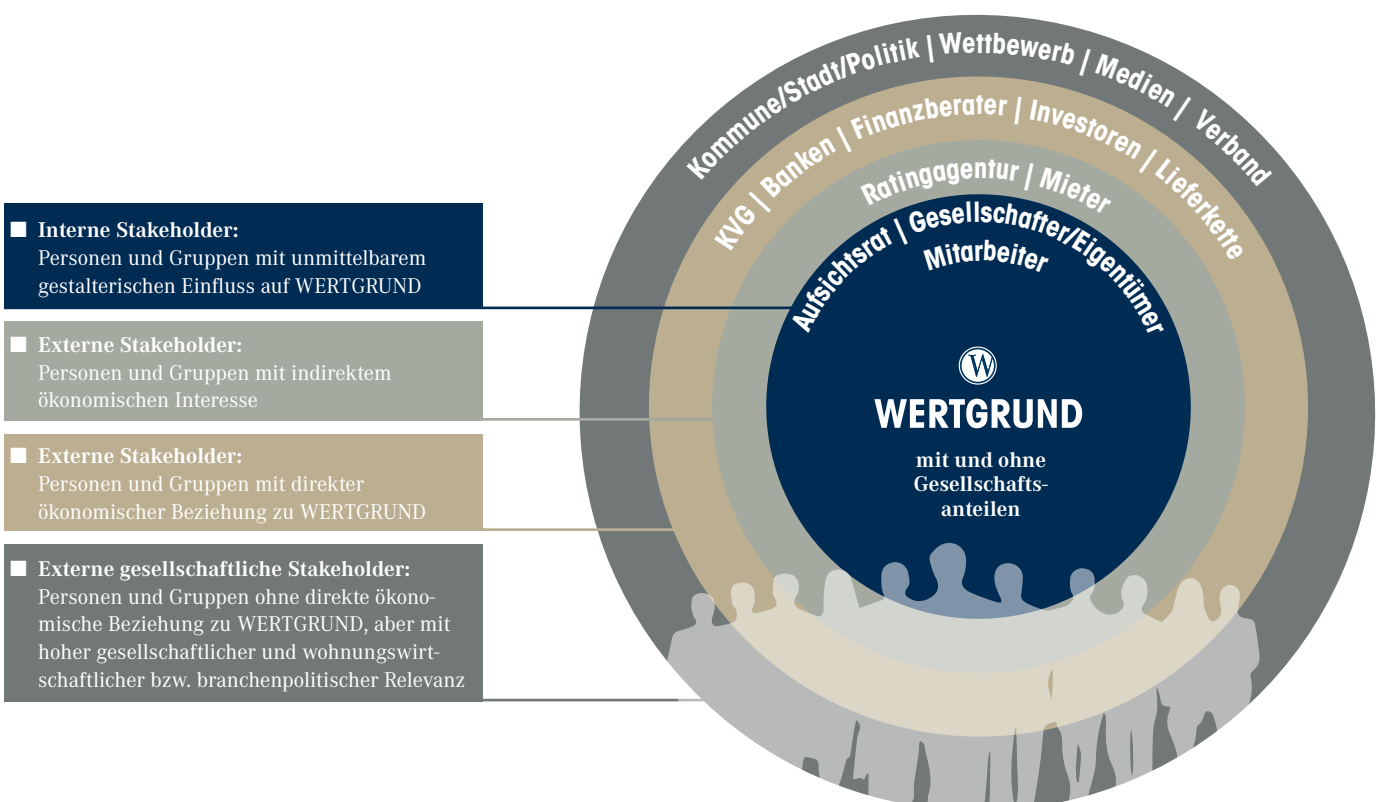 Interne Stakeholder:
Personen und Gruppen mit unmittelbarem
gestalterischen Einfluss auf WERTGRUND
Externe Stakeholder:
Personen und Gruppen mit indirektem
ökonomischen Interesse
Externe Stakeholder:
Personen und Gruppen mit direkter
ökonomischer Beziehung zu WERTGRUND
Externe gesellschaftliche Stakeholder:
Personen und Gruppen ohne direkte ökono-
mische Beziehung zu WERTGRUND, aber mit
hoher gesellschaftlicher und wohnungswirt-
schaftlicher bzw. branchenpolitischer Relevanz
Kommune/Stadt/Politik | Wettbewerb | Medien | Verband
KVG | Banken | Finanzberater | Investoren | Lieferkette
Ratingagentur | Mieter
Aufsichtsrat | Gesellschafter/Eigentümer
Mitarbeiter
W
WERTGRUND
mit und ohne
Gesellschafts-
anteilen